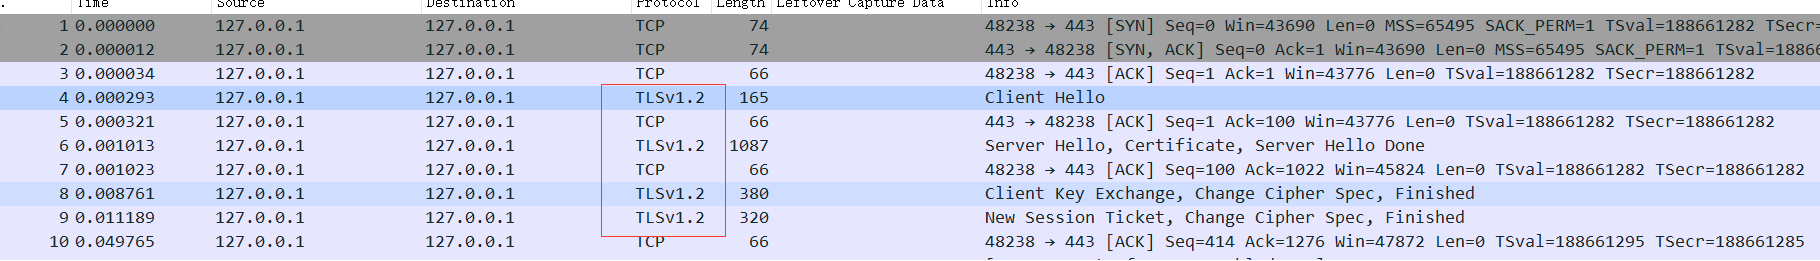 Time Source Destination Protocol Length Leftover Capture Data Info
1 0.000000 127.0.0.1 127.0.0.1 TCP 74 48238 → 443 [SYN] Seq=0 Win=43690 Len=0 MSS=65495 SACK_PERM=1 TSval=188661282 TSecr=
2 0.000012 127.0.0.1 127.0.0.1 TCP 74 443 → 48238 [SYN, ACK] Seq=0 Ack=1 Win=43690 Len=0 MSS=65495 SACK_PERM=1 TSval=18866
3 0.000034 127.0.0.1 127.0.0.1 TCP 66 48238 → 443 [ACK] Seq=1 Ack=1 Win=43776 Len=0 TSval=188661282 TSecr=188661282
4 0.000293 127.0.0.1 127.0.0.1 TLSv1.2 165 Client Hello
5 0.000321 127.0.0.1 127.0.0.1 TCP 66 443 → 48238 [ACK] Seq=1 Ack=100 Win=43776 Len=0 TSval=188661282 TSecr=188661282
6 0.001013 127.0.0.1 127.0.0.1 TLSv1.2 1087 Server Hello, Certificate, Server Hello Done
7 0.001023 127.0.0.1 127.0.0.1 TCP 66 48238 → 443 [ACK] Seq=100 Ack=1022 Win=45824 Len=0 TSval=188661282 TSecr=188661282
8 0.008761 127.0.0.1 127.0.0.1 TLSv1.2 380 Client Key Exchange, Change Cipher Spec, Finished
9 0.011189 127.0.0.1 127.0.0.1 TLSv1.2 320 New Session Ticket, Change Cipher Spec, Finished
10 0.049765 127.0.0.1 127.0.0.1 TCP 66 48238 → 443 [ACK] Seq=414 Ack=1276 Win=47872 Len=0 TSval=188661295 TSecr=188661285